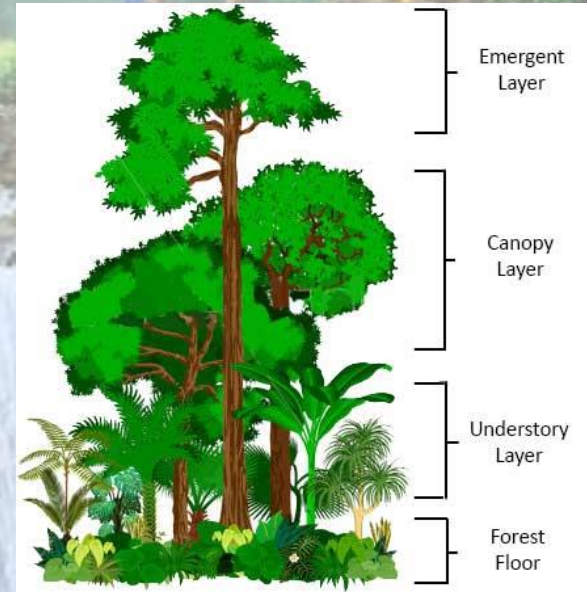 Emergent
Layer
Canopy
Layer
Understory
Layer
Forest
Floor